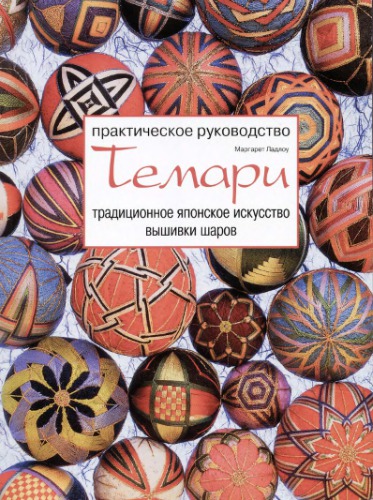 практическое руководство
Маргарет Ладлоу
Темари
традиционное японское искусство
вышивки шаров